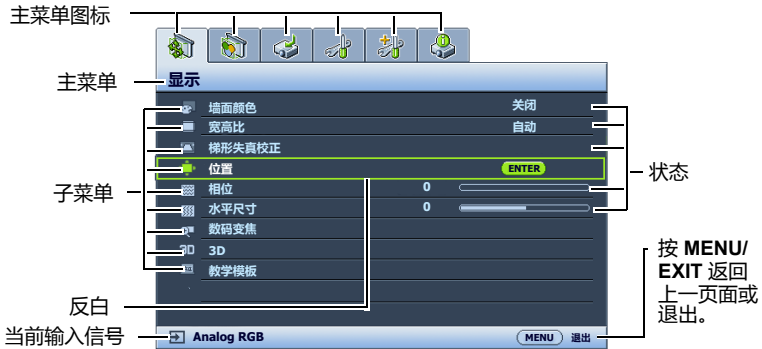 主菜单图标
主菜单
显示
墙面颜色 关闭
宽高比 自动
梯形失真校正
位置 ENTER
相位 0
水平尺寸 0
数码变焦
3D 3D
教学模板
子菜单
状态
反白
当前输入信号
Analog RGB
MENU 退出
按 MENU/
EXIT 返回
上一页面或
退出。